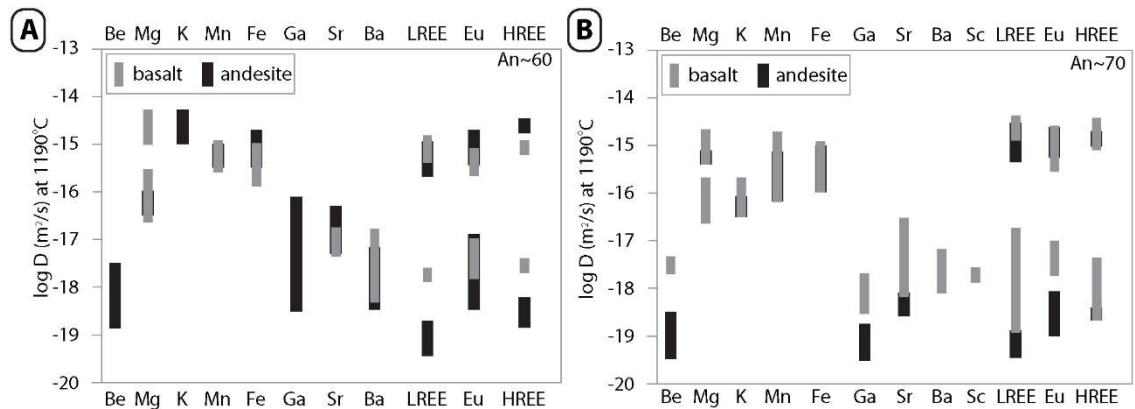 A
Be Mg K Mn Fe Ga Sr Ba LREE Eu HREE
-13
An~60
basalt andesite
-14
-15
-16
-17
-18
-19
-20
log D (m²/s) at 1190°C
Be Mg K Mn Fe Ga Sr Ba LREE Eu HREE
B
Be Mg K Mn Fe Ga Sr Ba Sc LREE Eu HREE
-13
An~70
basalt andesite
-14
-15
-16
-17
-18
-19
-20
log D (m²/s) at 1190°C
Be Mg K Mn Fe Ga Sr Ba Sc LREE Eu HREE